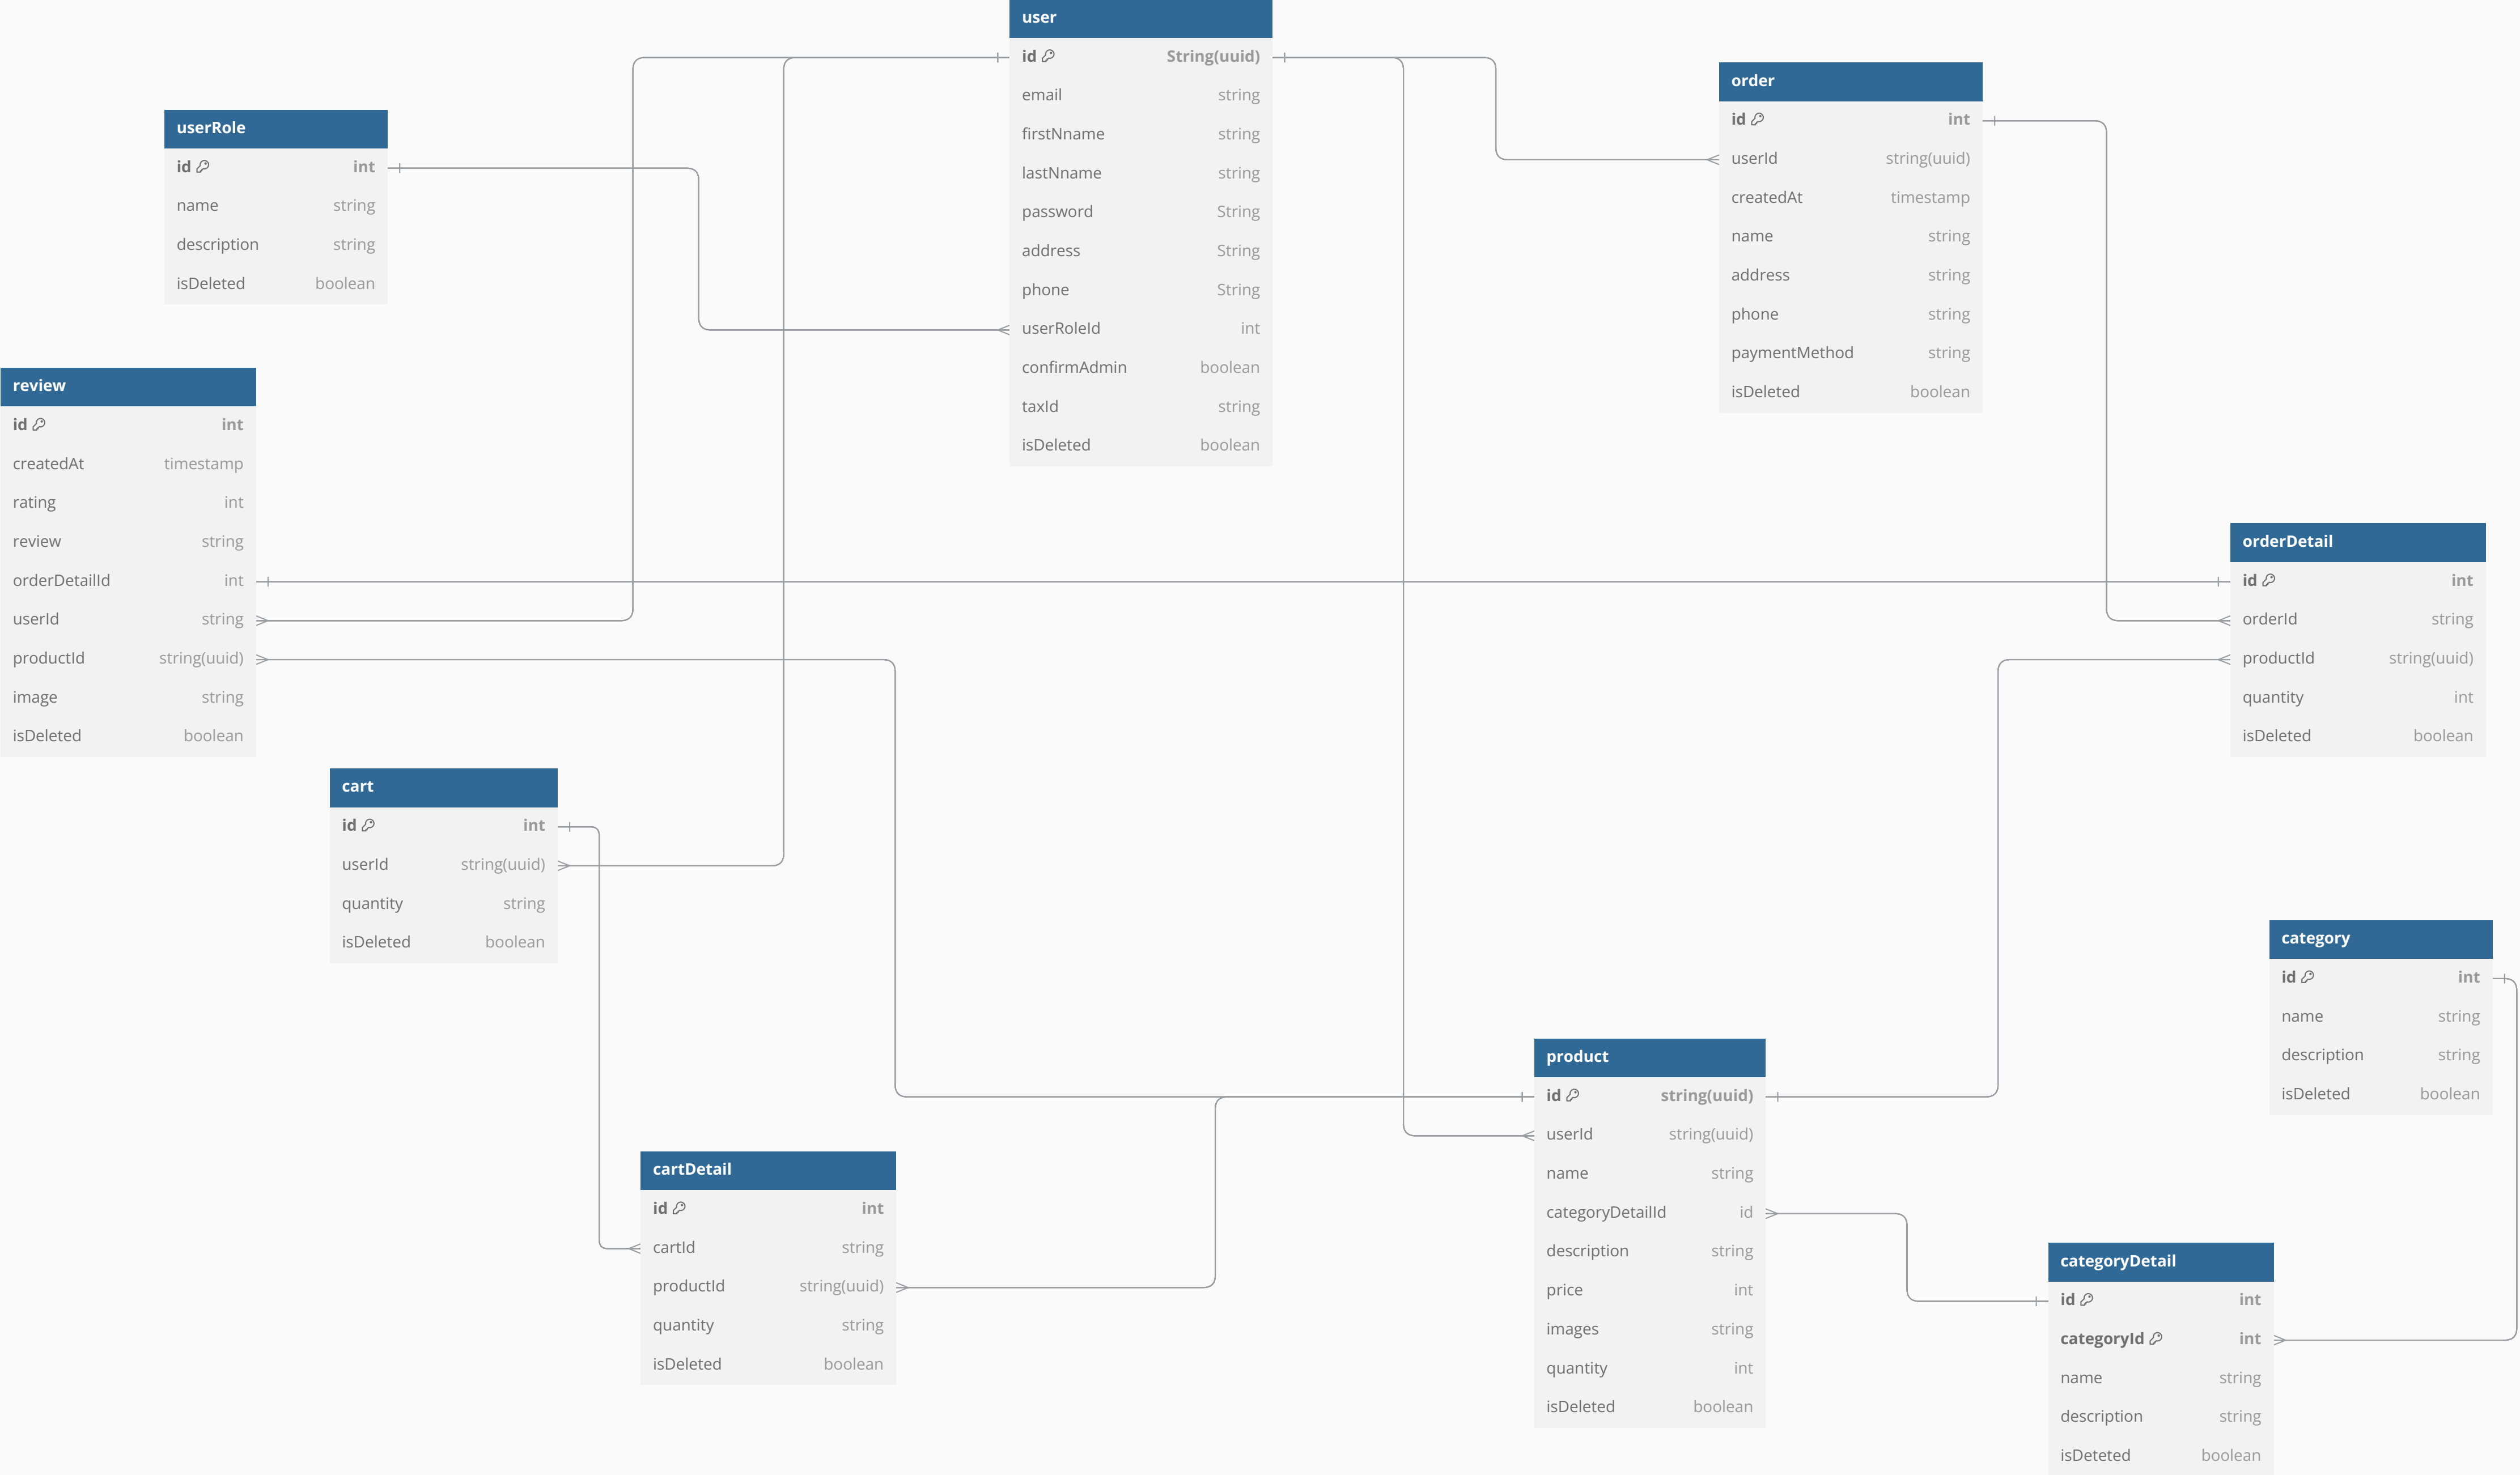 user
id String(uuid)
email string
firstNname string
lastNname string
password String
address String
phone String
userRoleId int
confirmAdmin boolean
taxId string
isDeleted boolean
order
id int
userId string(uuid)
createdAt timestamp
name string
address string
phone string
paymentMethod string
isDeleted boolean
userRole
id int
name string
description string
isDeleted boolean
review
id int
createdAt timestamp
rating int
review string
orderDetailId int
userId string
productId string(uuid)
image string
isDeleted boolean
orderDetail
id int
orderId string
productId string(uuid)
quantity int
isDeleted boolean
cart
id int
userId string(uuid)
quantity string
isDeleted boolean
category
id int
name string
description string
isDeleted boolean
product
id string(uuid)
userId string(uuid)
name string
categoryDetailId id
description string
price int
images string
quantity int
isDeleted boolean
cartDetail
id int
cartId string
productId string(uuid)
quantity string
isDeleted boolean
categoryDetail
id int
categoryId int
name string
description string
isDeteted boolean